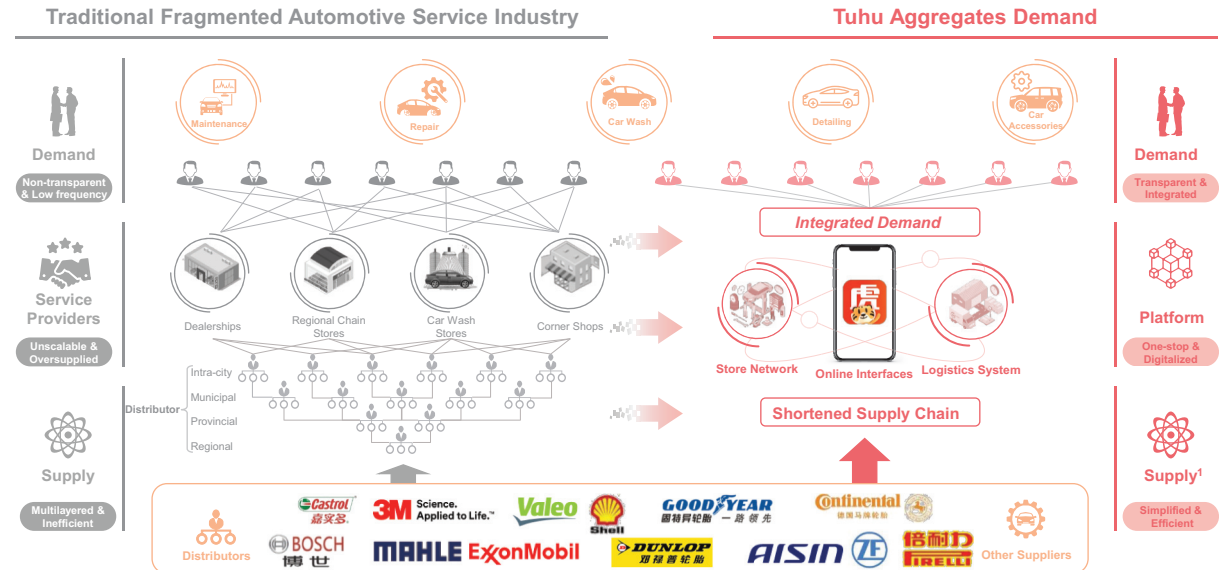 Traditional Fragmented Automotive Service Industry
Tuhu Aggregates Demand
Maintenance
Repair
Car Wash
Detailing
Car
Accessories
Demand
Non-transparent
& Low frequency
Demand
Transparent &
Integrated
Integrated Demand
Service
Providers
Unscalable &
Oversupplied
Dealerships
Regional Chain
Stores
Car Wash
Stores
Corner Shops
虎
Store Network
Online Interfaces
Logistics System
Platform
One-stop &
Digitalized
Distributor
Intra-city
Municipal
Provincial
Regional
Shortened Supply Chain
Supply
Multilayered &
Inefficient
Supply1
Simplified &
Efficient
Distributors
Castrol
嘉实多
3M Science.
Applied to Life.™
Valeo
Shell
GOODYEAR
固特异轮胎 一路领先
Continental
德国马牌轮胎
BOSCH
博世
MAHLE
ExxonMobil
DUNLOP
邓禄普轮胎
AISIN
ZF
倍耐力
PIRELLI
Other Suppliers